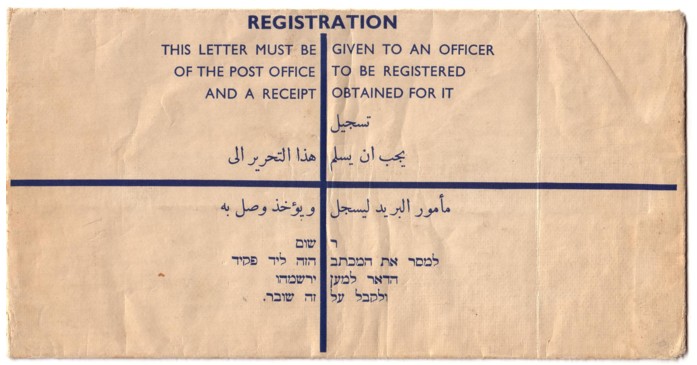 REGISTRATION
THIS LETTER MUST BE GIVEN TO AN OFFICER
OF THE POST OFFICE TO BE REGISTERED
AND A RECEIPT OBTAINED FOR IT
تسجيل
يجب ان يسلم هذا التحرير الى
مأمور البريد ليسجل ويؤخذ وصل به
ר שום
למסר את המכתב הזה ליד פקיד
הדאר למען ירשמהו
ולקבל על זה שובר.